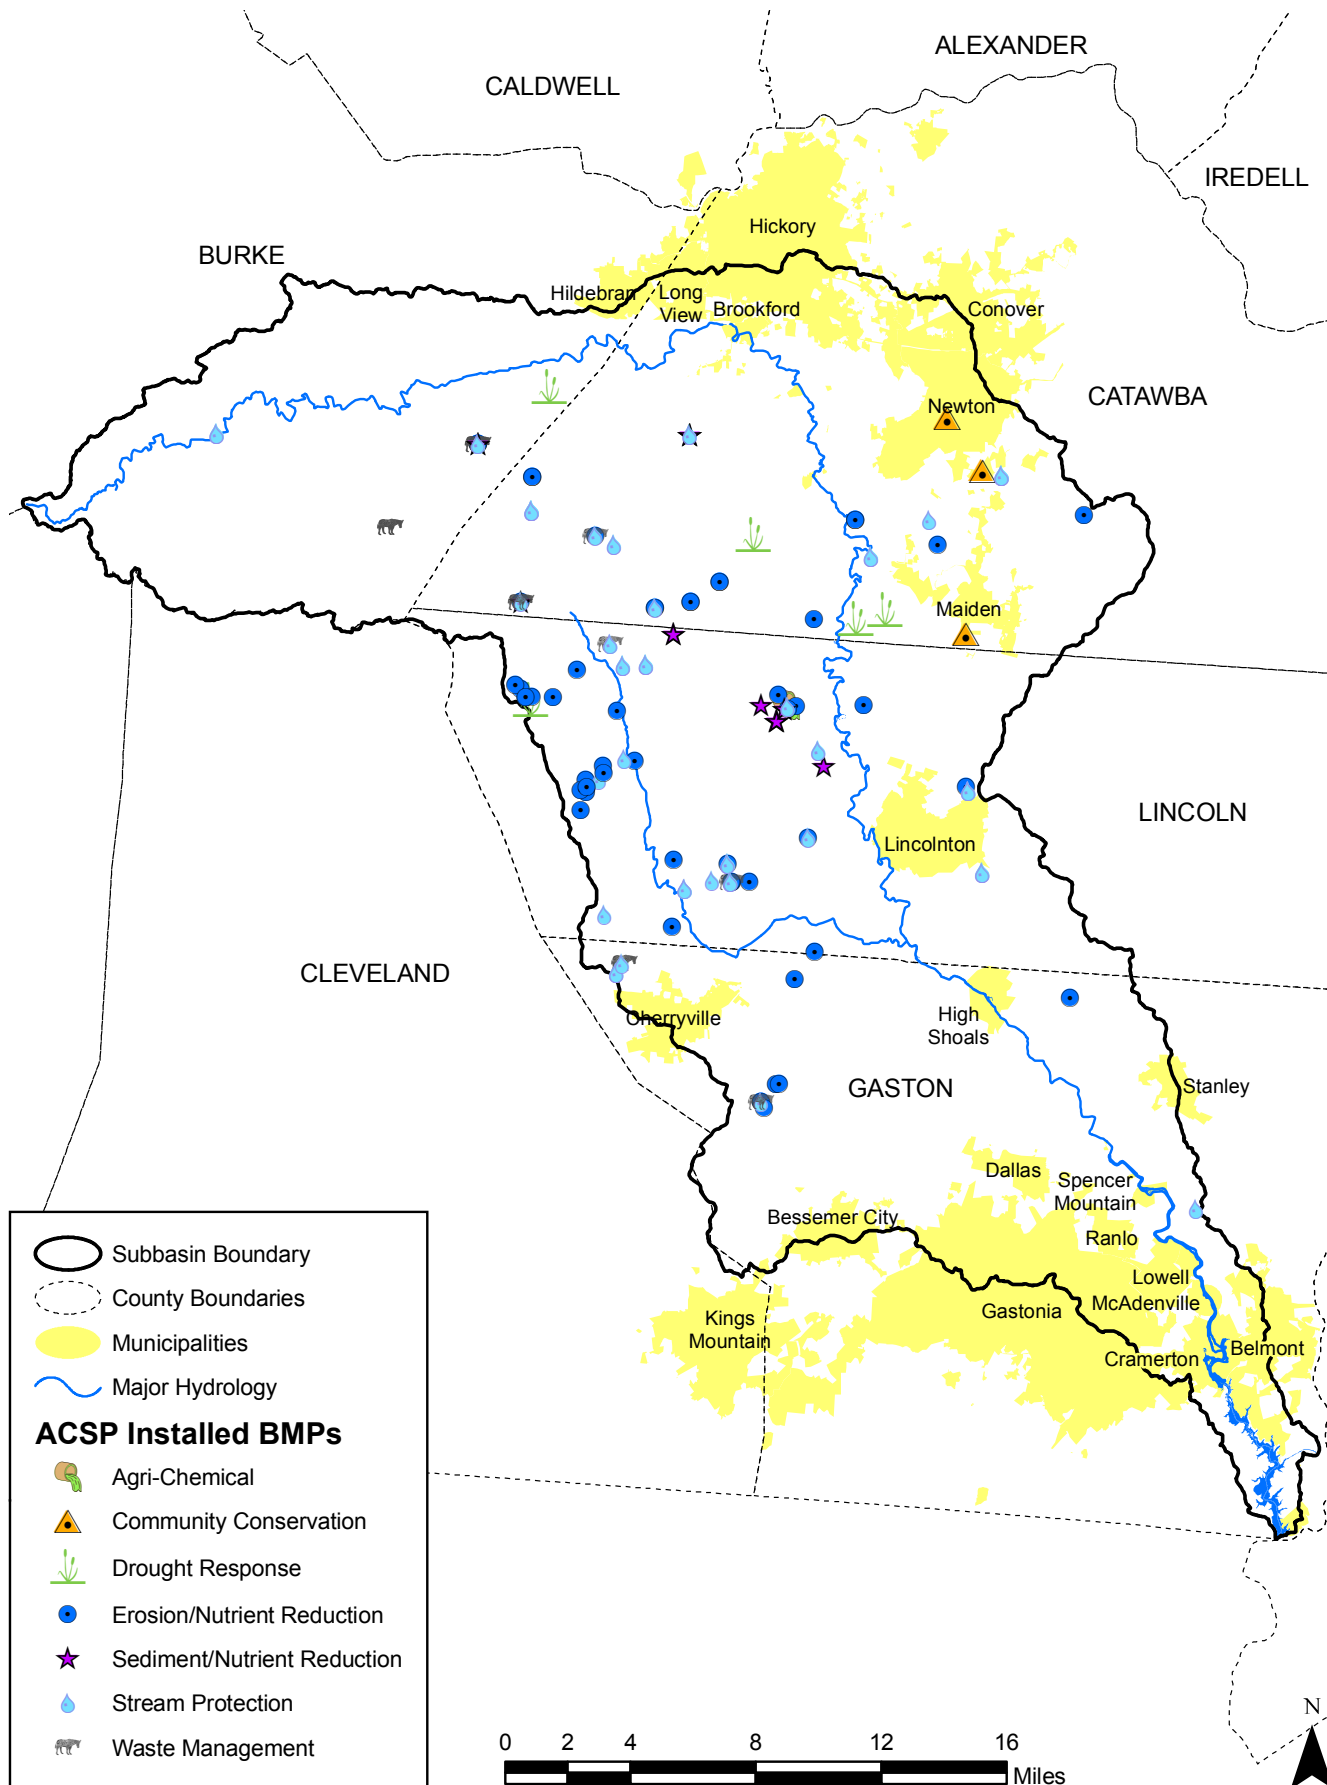 ALEXANDER
CALDWELL
IREDELL
Hickory
BURKE
Hildebran
Long
View
Brookford
Conover
CATAWBA
Newton
Maiden
LINCOLN
Lincolnton
CLEVELAND
Cherryville
High
Shoals
GASTON
Stanley
Dallas
Spencer
Mountain
Bessemer City
Ranlo
Lowell
McAdenville
Gastonia
Kings
Mountain
Cramerton
Belmont
Subbasin Boundary
County Boundaries
Municipalities
Major Hydrology
ACSP Installed BMPs
Agri-Chemical
Community Conservation
Drought Response
Erosion/Nutrient Reduction
Sediment/Nutrient Reduction
Stream Protection
Waste Management
0 2 4 8 12 16
Miles
N